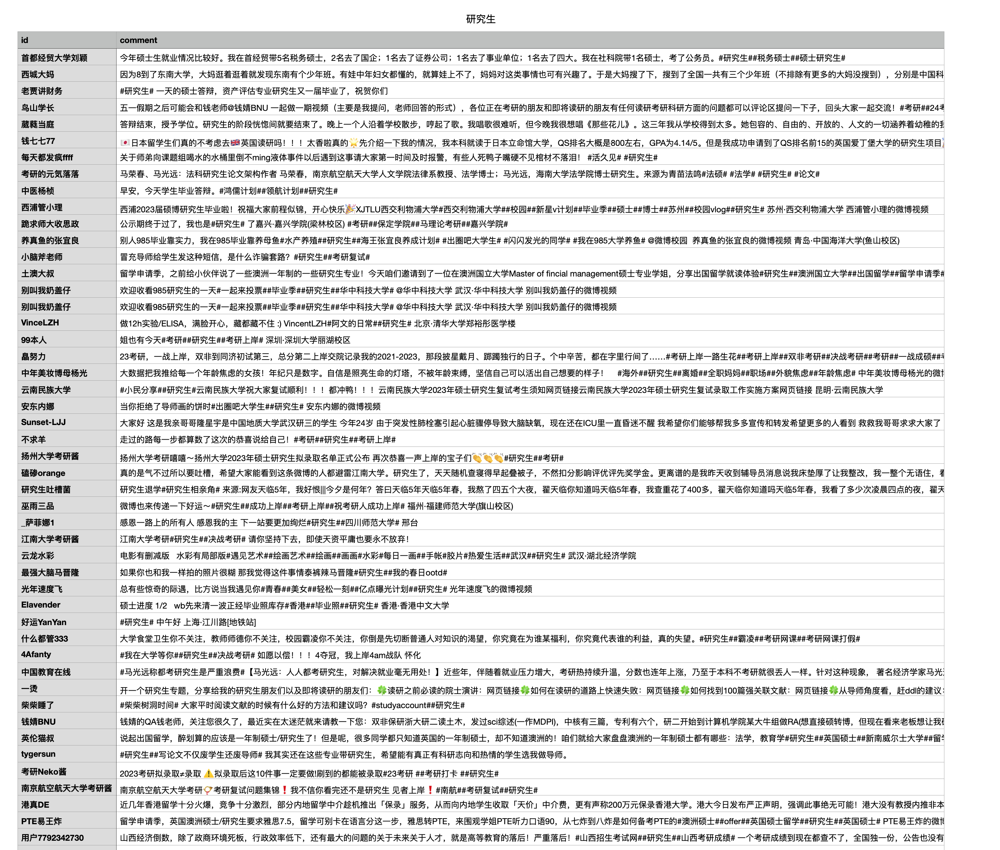 研究生
id comment
首都经贸大学刘颖 今年硕士生就业情况比较好。我在首经贸带5名税务硕士，2名去了国企；1名去了证券公司；1名去了事业单位；1名去了四大。我在社科院带1名硕士，考了公务员。#研究生##税务硕士##硕士研究生#
西城大妈 因为8到了东南大学，大妈逛着逛着就发现东南有个少年班。有娃中年妇女都懂的，就算娃上不了，妈妈对这类事情也可有兴趣了。于是大妈搜了下，搜到了全国一共有三个少年班（不排除有更多的大妈没搜到），分别是中国科
老贾讲财务 #研究生# 一天的硕士答辩，资产评估专业研究生又一届毕业了，祝贺你们
鸟山学长 五一假期之后可能会和钱老师@钱婧BNU 一起做一期视频（主要是我提问，老师回答的形式），各位正在考研的朋友和即将读研的朋友有任何读研考研科研方面的问题都可以评论区提问一下子，回头大家一起交流！#考研##24考
葳蕤当庭 答辩结束，授予学位。研究生的阶段恍惚间就要结束了。晚上一个人沿着学校散步，哼起了歌。我唱歌很难听，但今晚我很想唱《那些花儿》。这三年我从学校得到太多。她包容的、自由的、开放的、人文的一切涵养着幼稚的我
钱七七77 🇯🇵日本留学生们真的不考虑去🇬🇧英国读研吗！！！太香啦真的🌟先介绍一下我的情况，我本科就读于日本立命馆大学，QS排名大概是800左右，GPA为4.14/5。但是我成功申请到了QS排名前15的英国爱丁堡大学的研究生项目
每天都发疯ffff 关于师弟向课题组喝水的水桶里倒不ming液体事件以后遇到这事请大家第一时间及时报警，有些人死鸭子嘴硬不见棺材不落泪！ #活久见# #研究生#
考研的元气落落 马荣春、马光远：法科研究生论文架构作者 马荣春，南京航空航天大学人文学院法律系教授、法学博士；马光远，海南大学法学院博士研究生。来源为青苗法鸣#法硕# #法学# #研究生# #论文#
中医杨桢 早安，今天学生毕业答辩。#鸿儒计划##领航计划##研究生#
西浦管小理 西浦2023届硕博研究生毕业啦！祝福大家前程似锦，开心快乐🎉XJTLU西交利物浦大学#西交利物浦大学##校园##新星v计划##毕业季##硕士##博士##苏州##校园vlog##研究生# 苏州·西交利物浦大学 西浦管小理的微博视频
跪求师大收思政 公示期终于过了，我也是#研究生# 了嘉兴·嘉兴学院(梁林校区) #考研##保定学院##马理论考研##嘉兴学院#
养真鱼的张宜良 别人985毕业靠实力，我在985毕业靠养母鱼#水产养殖##研究生##海王张宜良养成计划# #出圈吧大学生# #闪闪发光的同学# #我在985大学养鱼# @微博校园 养真鱼的张宜良的微博视频 青岛·中国海洋大学(鱼山校区)
小脑斧老师 冒充导师给学生发这种短信，是什么诈骗套路？#研究生##考研复试#
土澳大叔 留学申请季，之前给小伙伴说了一些澳洲一年制的一些研究生专业！今天咱们邀请到了一位在澳洲国立大学Master of fincial management硕士专业学姐，分享出国留学就读体验#研究生##澳洲国立大学##出国留学##留学申请季#
别叫我奶盖仔 欢迎收看985研究生的一天#一起来投票##毕业季##研究生##华中科技大学# @华中科技大学 武汉·华中科技大学 别叫我奶盖仔的微博视频
别叫我奶盖仔 欢迎收看985研究生的一天#一起来投票##毕业季##研究生##华中科技大学# @华中科技大学 武汉·华中科技大学 别叫我奶盖仔的微博视频
VinceLZH 做12h实验/ELISA，满脸开心，藏都藏不住 :) VincentLZH#阿文的日常##研究生# 北京·清华大学郑裕彤医学楼
99本人 姐也有今天#考研##研究生##考研上岸# 深圳·深圳大学丽湖校区
皛努力 23考研，一战上岸，双非到同济初试第三，总分第二上岸交院记录我的2021-2023，那段披星戴月、踯躅独行的日子。个中辛苦，都在字里行间了……#考研上岸一路生花##考研上岸##双非考研##决战考研##考研##一战成硕##考
中年美妆博母杨光 大数据把我推给每一个年龄焦虑的女孩！年纪只是数字。自信是照亮生命的灯塔，不被年龄束缚，坚信自己可以活出自己想要的样子！ #海外##研究生##离婚##全职妈妈##职场##外貌焦虑##年龄焦虑# 中年美妆博母杨光的微博
云南民族大学 #小民分享##研究生#云南民族大学祝大家复试顺利！！！都冲鸭！！！云南民族大学2023年硕士研究生复试考生须知网页链接云南民族大学2023年硕士研究生复试录取工作实施方案网页链接 昆明·云南民族大学
安东内娜 当你拒绝了导师画的饼时#出圈吧大学生##研究生# 安东内娜的微博视频
Sunset-LJJ 大家好 这是我亲哥哥隆星宇是中国地质大学武汉研三的学生 今年24岁 由于突发性肺栓塞引起心脏骤停导致大脑缺氧，现在还在ICU里一直昏迷不醒 我希望你们能够帮我多多宣传和转发希望更多的人看到 救救我哥哥求求大家了
不求羊 走过的路每一步都算数了这次的恭喜说给自己！#考研##研究生##考研上岸#
扬州大学考研酱 扬州大学考研嘻嘻～扬州大学2023年硕士研究生拟录取名单正式公布 再次恭喜一声上岸的宝子们👏👏👏#研究生##考研#
磕碜orange 真的是气不过所以要吐槽，希望大家能看到这条微博的人都避雷江南大学。研究生了，天天随机查寝得早起叠被子，不然扣分影响评优评先奖学金。更离谱的是我昨天收到辅导员消息说我床垫厚了让我整改，我一整个无语住，看
研究生吐槽菌 研究生退学#研究生相亲角# 来源:网友天临5年，我好恨|||今夕是何年？答曰天临5年天临5年春，我熬了四五个大夜，翟天临你知道吗天临5年春，我查重花了400多，翟天临你知道吗天临5年春，我看了多少次凌晨四点的夜，翟天
巫雨三品 微博也来传递一下好运～#研究生##成功上岸##考研上岸##祝考研人成功上岸# 福州·福建师范大学(旗山校区)
_萨菲娜1 感恩一路上的所有人 感恩我的主 下一站要更加绚烂#研究生##四川师范大学# 邢台
江南大学考研酱 江南大学考研#研究生##决战考研# 请你坚持下去，即使天资平庸也要永不放弃！
云龙水彩 电影有删减版 水彩有局部版#遇见艺术##绘画艺术##绘画##画画#水彩#每日一画##手帐#胶片#热爱生活##武汉##研究生# 武汉·湖北经济学院
最强大脑马晋隆 如果你也和我一样拍的照片很糊 那我觉得这件事情泰裤辣马晋隆#研究生##我的春日ootd#
光年速度飞 总有些惊奇的际遇，比方说当我遇见你#青春##美女##轻松一刻##亿点曝光计划##研究生# 光年速度飞的微博视频
Elavender 硕士进度 1/2 wb先来清一波正经毕业照库存#香港##毕业照##研究生# 香港·香港中文大学
好运YanYan #研究生# 中午好 上海·江川路[地铁站]
什么都管333 大学食堂卫生你不关注，教师师德你不关注，校园霸凌你不关注，你倒是先切断普通人对知识的渴望，你究竟在为谁某福利，你究竟代表谁的利益，真的失望。#研究生##霸凌##考研网课##考研网课打假#
4Afanty #我在大学等你##研究生##决战考研# 如愿以偿！！！4夺冠，我上岸4am战队 怀化
中国教育在线 #马光远称都考研究生是严重浪费#【马光远：人人都考研究生，对解决就业毫无用处！】近些年，伴随着就业压力增大，考研热持续升温，分数也连年上涨，乃至于本科不考研就很丢人一样。针对这种现象， 著名经济学家马光
一烫 开一个研究生专题，分享给我的研究生朋友们以及即将读研的朋友们：🍀读研之前必读的院士演讲：网页链接🍀如何在读研的道路上快速失败：网页链接🍀如何找到100篇强关联文献：网页链接🍀从导师角度看，赶ddl的建议：
柴柴睡了 #柴柴树洞时间# 大家平时阅读文献的时候有什么好的方法和建议吗？#studyaccount##研究生#
钱婧BNU 钱婧的QA钱老师，关注您很久了，最近实在太迷茫就来请教一下您：双非保研浙大研二读土木，发过sci综述(一作MDPI)，中核有三篇，专利有六个，研二开始到计算机学院某大牛组做RA(想直接硕转博，但现在看来老板想让我硕
英伦猫叔 说起出国留学，醉划算的应该是一年制硕士/研究生了！但是呢，很多同学都只知道英国的一年制硕士，却不知道澳洲的！咱们就给大家盘盘澳洲的一年制硕士都有哪些：法学，教育学#研究生##英国硕士##新南威尔士大学##留学
tygersun #研究生##写论文不仅废学生还废导师# 我其实还在这些专业带研究生，希望能有真正有科研志向和热情的学生选我做导师。
考研Neko酱 2023考研拟录取≠录取 ⚠️拟录取后这10件事一定要做!刷到的都能被录取#23考研 ##考研打卡 ##研究生#
南京航空航天大学考研酱 南京航空航天大学考研📯考研复试问题集锦❗我不信你看完还不是研究生 见者上岸❗#南航##考研复试##研究生#
港真DE 近几年香港留学十分火爆，竞争十分激烈，部分内地留学中介趁机推出「保录」服务，从而向内地学生收取「天价」中介费，更有声称200万元保录香港大学。港大今日发布严正声明，强调此事绝无可能！港大没有教授内推非本
PTE易王炸 留学申请季，英国澳洲硕士/研究生要求雅思7.5，留学可别卡在语言分这一步，雅思转PTE，来围观学姐PTE听力口语90，从七炸到八炸是如何备考PTE的#澳洲硕士##offer##英国硕士留学##研究生##英国硕士# PTE易王炸的微博
用户7792342730 山西经济倒数，除了政商环境死板，行政效率低下，还有最大的问题的关于未来关于人才，就是高等教育的落后！严重落后！#山西招生考试网##研究生##山西考研成绩# 一个考研成绩到现在都查不了，全国独一份，公告也没有